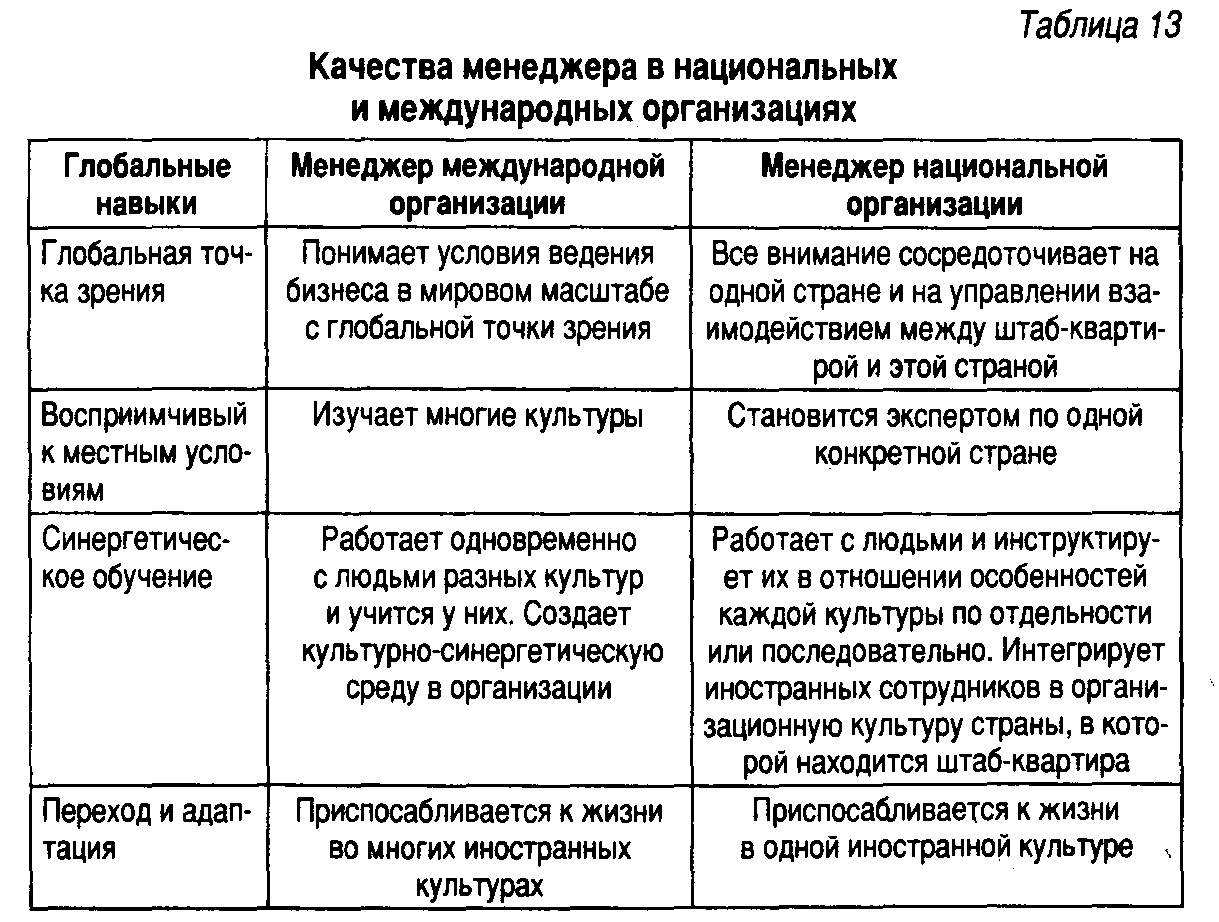 Таблица 13
Качества менеджера в национальных
и международных организациях
Глобальные
навыки
Менеджер международной
организации
Менеджер национальной
организации
Глобальная точ-
ка зрения
Понимает условия ведения
бизнеса в мировом масштабе
с глобальной точки зрения
Все внимание сосредоточивает на
одной стране и на управлении вза-
имодействием между штаб-кварти-
рой и этой страной
Восприимчивый
к местным усло-
виям
Изучает многие культуры
Становится экспертом по одной
конкретной стране
Синергетичес-
кое обучение
Работает одновременно
с людьми разных культур
и учится у них. Создает
культурно-синергетическую
среду в организации
Работает с людьми и инструктиру-
ет их в отношении особенностей
каждой культуры по отдельности
или последовательно. Интегрирует
иностранных сотрудников в органи-
зационную культуру страны, в кото-
рой находится штаб-квартира
Переход и адап-
тация
Приспосабливается к жизни
во многих иностранных
культурах
Приспосабливается к жизни
в одной иностранной культуре